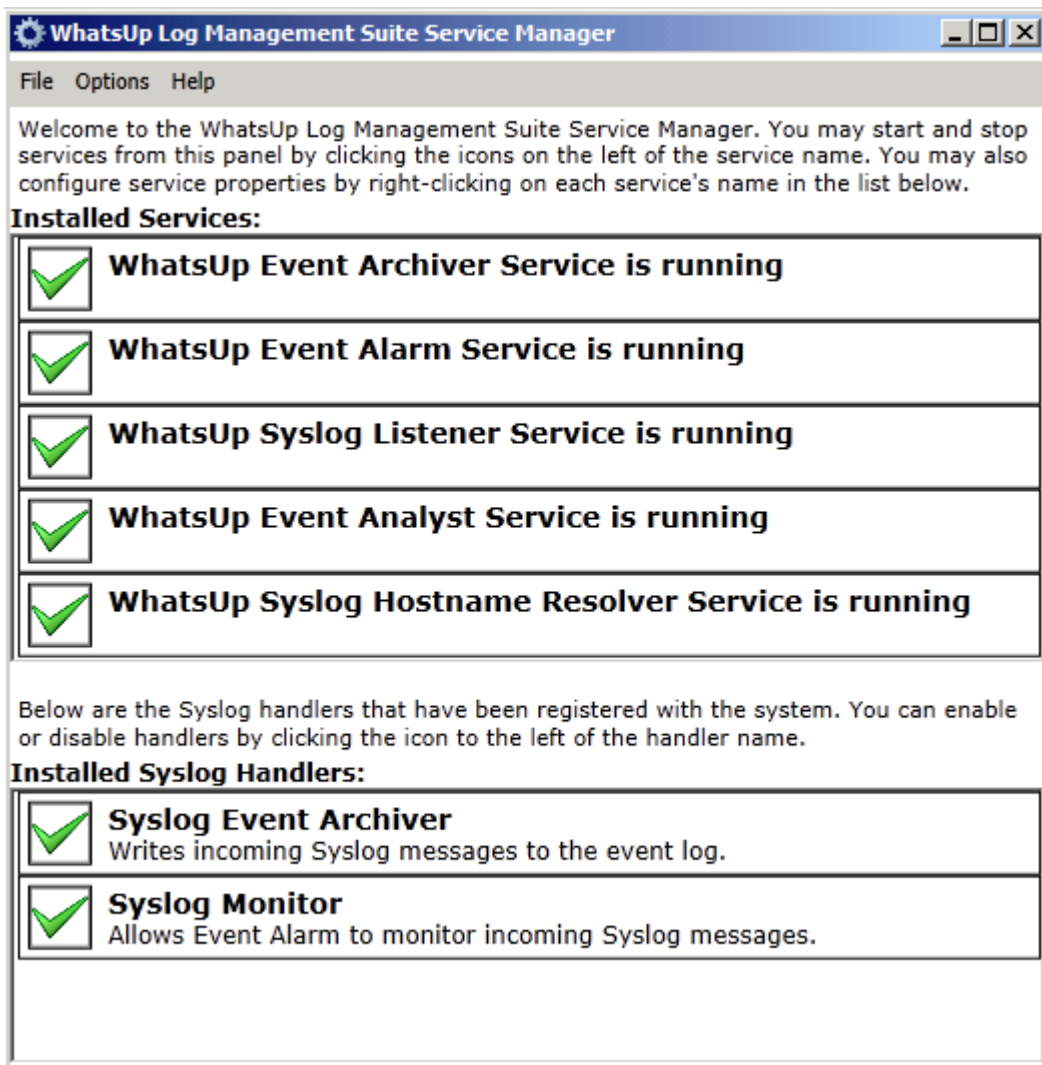 WhatsUp Log Management Suite Service Manager
File Options Help
Welcome to the WhatsUp Log Management Suite Service Manager. You may start and stop
services from this panel by clicking the icons on the left of the service name. You may also
configure service properties by right-clicking on each service's name in the list below.
Installed Services:
WhatsUp Event Archiver Service is running
WhatsUp Event Alarm Service is running
WhatsUp Syslog Listener Service is running
WhatsUp Event Analyst Service is running
WhatsUp Syslog Hostname Resolver Service is running
Below are the Syslog handlers that have been registered with the system. You can enable
or disable handlers by clicking the icon to the left of the handler name.
Installed Syslog Handlers:
Syslog Event Archiver
Writes incoming Syslog messages to the event log.
Syslog Monitor
Allows Event Alarm to monitor incoming Syslog messages.